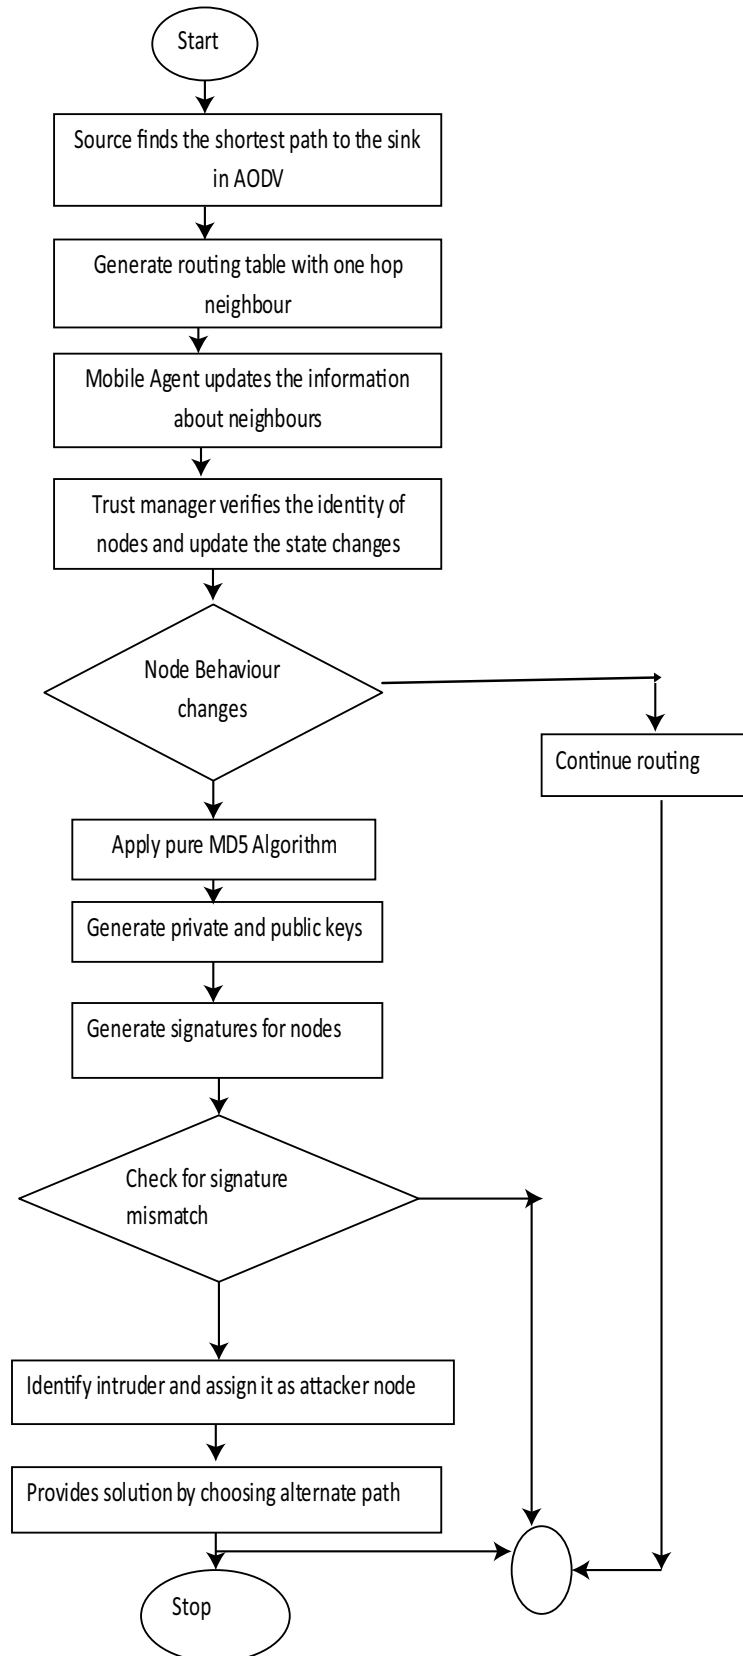 Start
Source finds the shortest path to the sink
in AODV
Generate routing table with one hop
neighbour
Mobile Agent updates the information
about neighbours
Trust manager verifies the identity of
nodes and update the state changes
Node Behaviour
changes
Continue routing
Apply pure MD5 Algorithm
Generate private and public keys
Generate signatures for nodes
Check for signature
mismatch
Identify intruder and assign it as attacker node
Provides solution by choosing alternate path
Stop